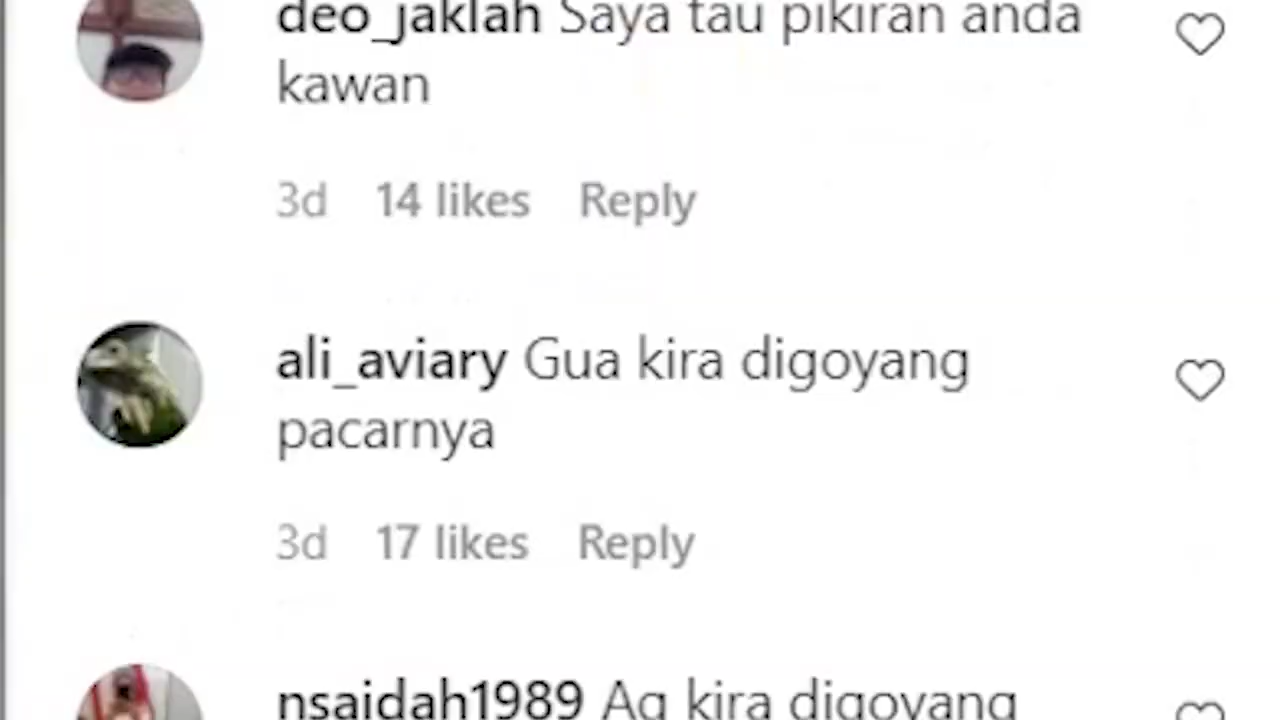 deo_jaklah Saya tau pikiran anda
kawan
3d 14 likes Reply
ali_aviary Gua kira digoyang
pacarnya
3d 17 likes Reply
nsaidah1989 Aq kira digoyang